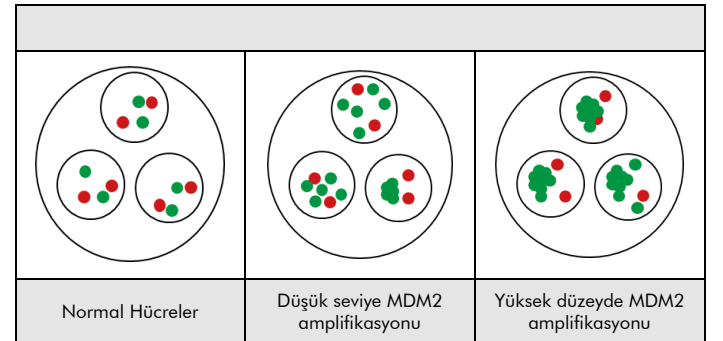 Normal Hücreler
Düşük seviye MDM2
amplifikasyonu
Yüksek düzeyde MDM2
amplifikasyonu